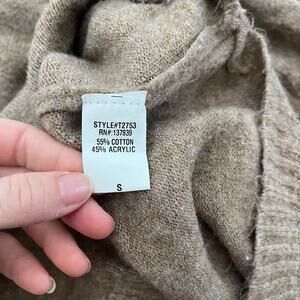 STYLE#T2753
RN#:137839
55% COTTON
45% ACRYLIC
S